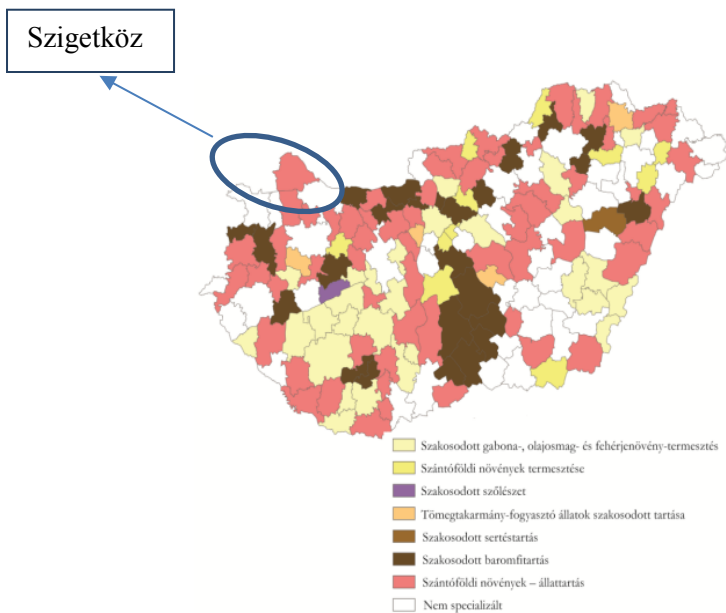 Szigetköz
Szakosodott gabona-, olajosmag- és fehérjenövény-termesztés
Szántóföldi növények termesztése
Szakosodott szőlészet
Tömegtakarmány-fogyasztó állatok szakosodott tartása
Szakosodott sertéstartás
Szakosodott baromfitartás
Szántóföldi növények – állattartás
Nem specializált